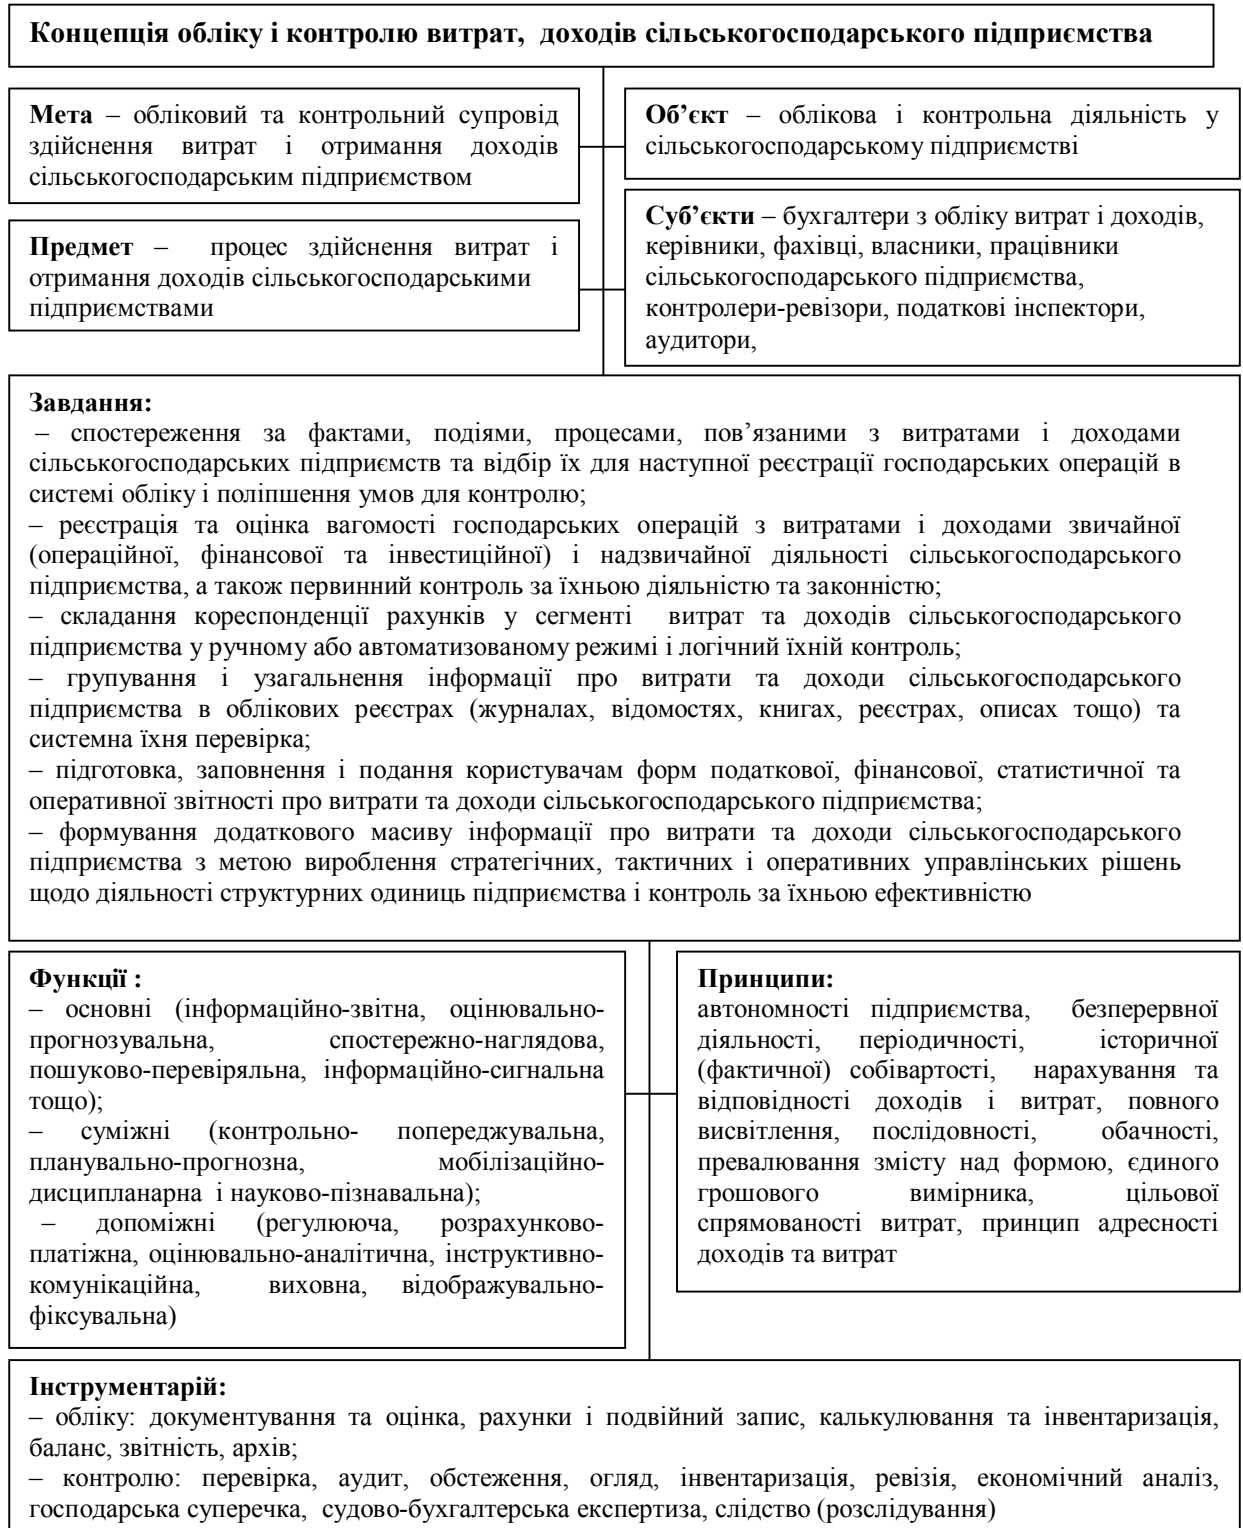 Концепція обліку і контролю витрат, доходів сільськогосподарського підприємства
Мета – обліковий та контрольний супровід
здійснення витрат і отримання доходів
сільськогосподарським підприємством
Об’єкт – облікова і контрольна діяльність у
сільськогосподарському підприємстві
Предмет – процес здійснення витрат і
отримання доходів сільськогосподарськими
підприємствами
Суб’єкти – бухгалтери з обліку витрат і доходів,
керівники, фахівці, власники, працівники
сільськогосподарського підприємства,
контролери-ревізори, податкові інспектори,
аудитори,
Завдання:
– спостереження за фактами, подіями, процесами, пов’язаними з витратами і доходами
сільськогосподарських підприємств та відбір їх для наступної реєстрації господарських операцій в
системі обліку і поліпшення умов для контролю;
– реєстрація та оцінка вагомості господарських операцій з витратами і доходами звичайної
(операційної, фінансової та інвестиційної) і надзвичайної діяльності сільськогосподарського
підприємства, а також первинний контроль за їхньою діяльністю та законністю;
– складання кореспонденції рахунків у сегменті витрат та доходів сільськогосподарського
підприємства у ручному або автоматизованому режимі і логічний їхній контроль;
– групування і узагальнення інформації про витрати та доходи сільськогосподарського
підприємства в облікових реєстрах (журналах, відомостях, книгах, реєстрах, описах тощо) та
системна їхня перевірка;
– підготовка, заповнення і подання користувачам форм податкової, фінансової, статистичної та
оперативної звітності про витрати та доходи сільськогосподарського підприємства;
– формування додаткового масиву інформації про витрати та доходи сільськогосподарського
підприємства з метою вироблення стратегічних, тактичних і оперативних управлінських рішень
щодо діяльності структурних одиниць підприємства і контроль за їхньою ефективністю
Функції :
– основні (інформаційно-звітна, оцінювально-
прогнозувальна, спостережно-наглядова,
пошуково-перевіряльна, інформаційно-сигнальна
тощо);
– суміжні (контрольно- попереджувальна,
планувально-прогнозна, мобілізаційно-
дисципланарна і науково-пізнавальна);
– допоміжні (регулююча, розрахунково-
платіжна, оцінювально-аналітична, інструктивно-
комунікаційна, виховна, відображувально-
фіксувальна)
Принципи:
автономності підприємства, безперервної
діяльності, періодичності, історичної
(фактичної) собівартості, нарахування та
відповідності доходів і витрат, повного
висвітлення, послідовності, обачності,
превалювання змісту над формою, єдиного
грошового вимірника, цільової
спрямованості витрат, принцип адресності
доходів та витрат
Інструментарій:
– обліку: документування та оцінка, рахунки і подвійний запис, калькулювання та інвентаризація,
баланс, звітність, архів;
– контролю: перевірка, аудит, обстеження, огляд, інвентаризація, ревізія, економічний аналіз,
господарська суперечка, судово-бухгалтерська експертиза, слідство (розслідування)